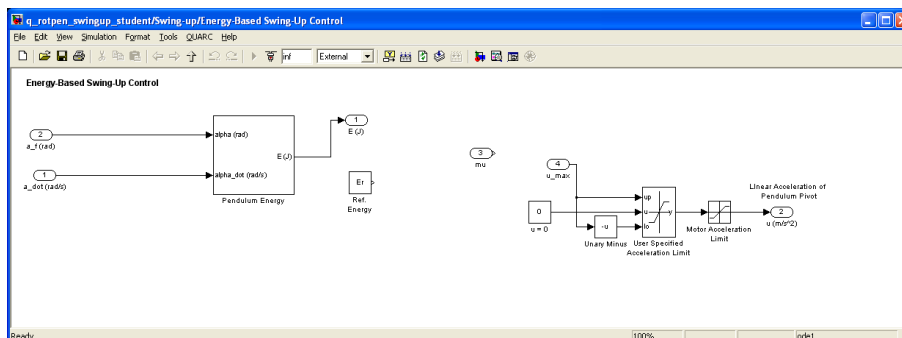 q_rotpen_swingup_student/Swing-up/Energy-Based Swing-Up Control
File Edit View Simulation Format Tools QUARC Help
inf External
Energy-Based Swing-Up Control
2
a_f (rad)
1
a_dot (rad/s)
alpha (rad)
E (J)
alpha_dot (rad/s)
Pendulum Energy
1
E (J)
Er
Ref.
Energy
3
mu
4
u_max
0
u = 0
-u
Unary Minus
up
u
y
lo
User Specified
Acceleration Limit
Motor Acceleration
Limit
Linear Acceleration of
Pendulum Pivot
2
u (m/s^2)
Ready
100%
ode1